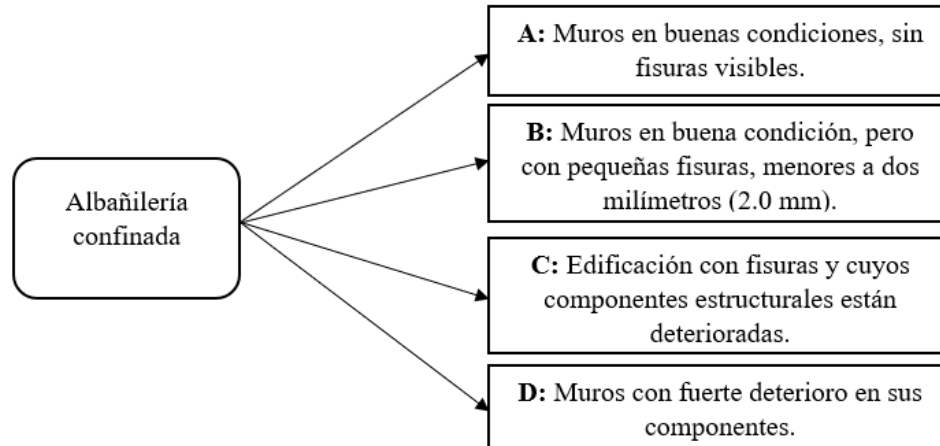 Albañilería
confinada
A: Muros en buenas condiciones, sin
fisuras visibles.
B: Muros en buena condición, pero
con pequeñas fisuras, menores a dos
milímetros (2.0 mm).
C: Edificación con fisuras y cuyos
componentes estructurales están
deterioradas.
D: Muros con fuerte deterioro en sus
componentes.